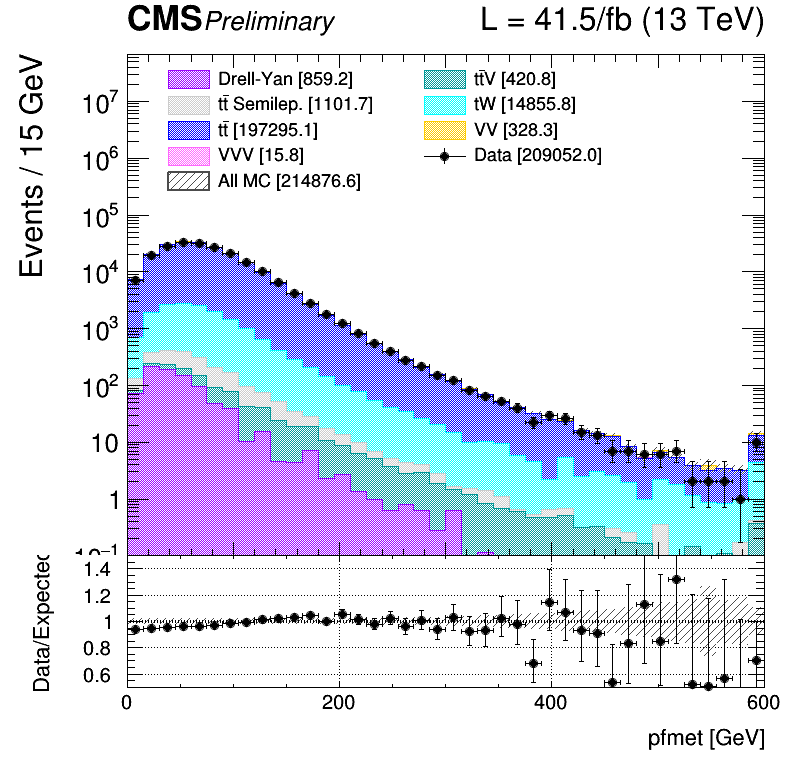 CMS Preliminary L = 41.5/fb (13 TeV)
Drell-Yan [859.2] tt̄V [420.8]
tt̄ Semilep. [1101.7] tW [14855.8]
tt̄ [197295.1] VV [328.3]
VVV [15.8] Data [209052.0]
All MC [214876.6]
Events / 15 GeV
10⁷
10⁶
10⁵
10⁴
10³
10²
10
1
10⁻¹
Data/Expected
1.4
1.2
1
0.8
0.6
0 200 400 600
pfmet [GeV]